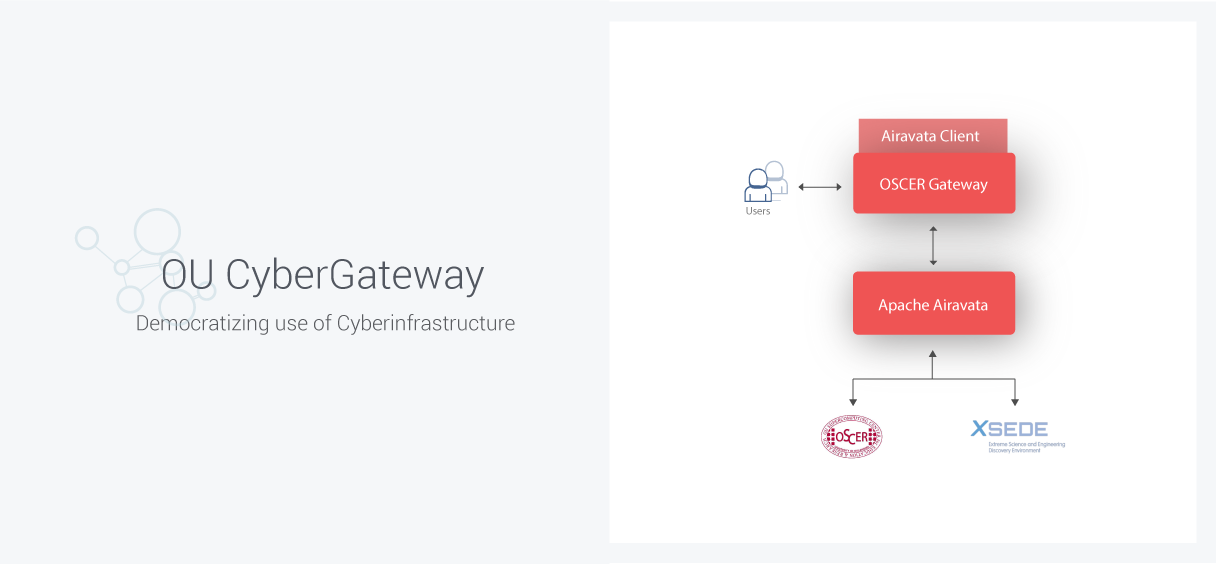 OU CyberGateway
Democratizing use of Cyberinfrastructure
Airavata Client
OSCER Gateway
Users
Apache Airavata
OSCER
XSEDE
Extreme Science and Engineering
Discovery Environment